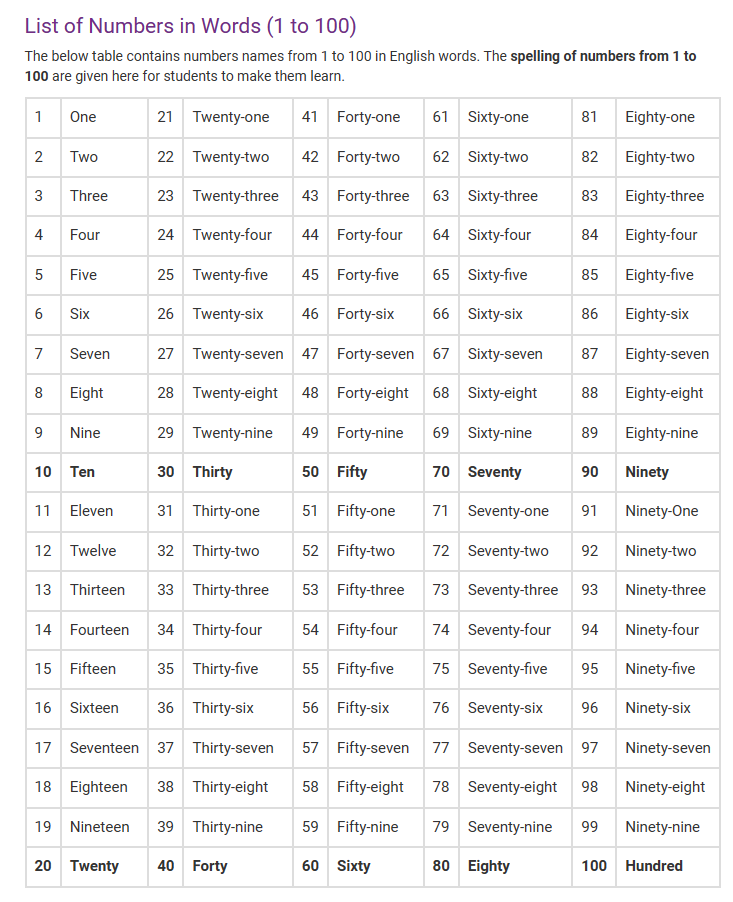 List of Numbers in Words (1 to 100)
The below table contains numbers names from 1 to 100 in English words. The spelling of numbers from 1 to
100 are given here for students to make them learn.
1 One 21 Twenty-one 41 Forty-one 61 Sixty-one 81 Eighty-one
2 Two 22 Twenty-two 42 Forty-two 62 Sixty-two 82 Eighty-two
3 Three 23 Twenty-three 43 Forty-three 63 Sixty-three 83 Eighty-three
4 Four 24 Twenty-four 44 Forty-four 64 Sixty-four 84 Eighty-four
5 Five 25 Twenty-five 45 Forty-five 65 Sixty-five 85 Eighty-five
6 Six 26 Twenty-six 46 Forty-six 66 Sixty-six 86 Eighty-six
7 Seven 27 Twenty-seven 47 Forty-seven 67 Sixty-seven 87 Eighty-seven
8 Eight 28 Twenty-eight 48 Forty-eight 68 Sixty-eight 88 Eighty-eight
9 Nine 29 Twenty-nine 49 Forty-nine 69 Sixty-nine 89 Eighty-nine
10 Ten 30 Thirty 50 Fifty 70 Seventy 90 Ninety
11 Eleven 31 Thirty-one 51 Fifty-one 71 Seventy-one 91 Ninety-One
12 Twelve 32 Thirty-two 52 Fifty-two 72 Seventy-two 92 Ninety-two
13 Thirteen 33 Thirty-three 53 Fifty-three 73 Seventy-three 93 Ninety-three
14 Fourteen 34 Thirty-four 54 Fifty-four 74 Seventy-four 94 Ninety-four
15 Fifteen 35 Thirty-five 55 Fifty-five 75 Seventy-five 95 Ninety-five
16 Sixteen 36 Thirty-six 56 Fifty-six 76 Seventy-six 96 Ninety-six
17 Seventeen 37 Thirty-seven 57 Fifty-seven 77 Seventy-seven 97 Ninety-seven
18 Eighteen 38 Thirty-eight 58 Fifty-eight 78 Seventy-eight 98 Ninety-eight
19 Nineteen 39 Thirty-nine 59 Fifty-nine 79 Seventy-nine 99 Ninety-nine
20 Twenty 40 Forty 60 Sixty 80 Eighty 100 Hundred